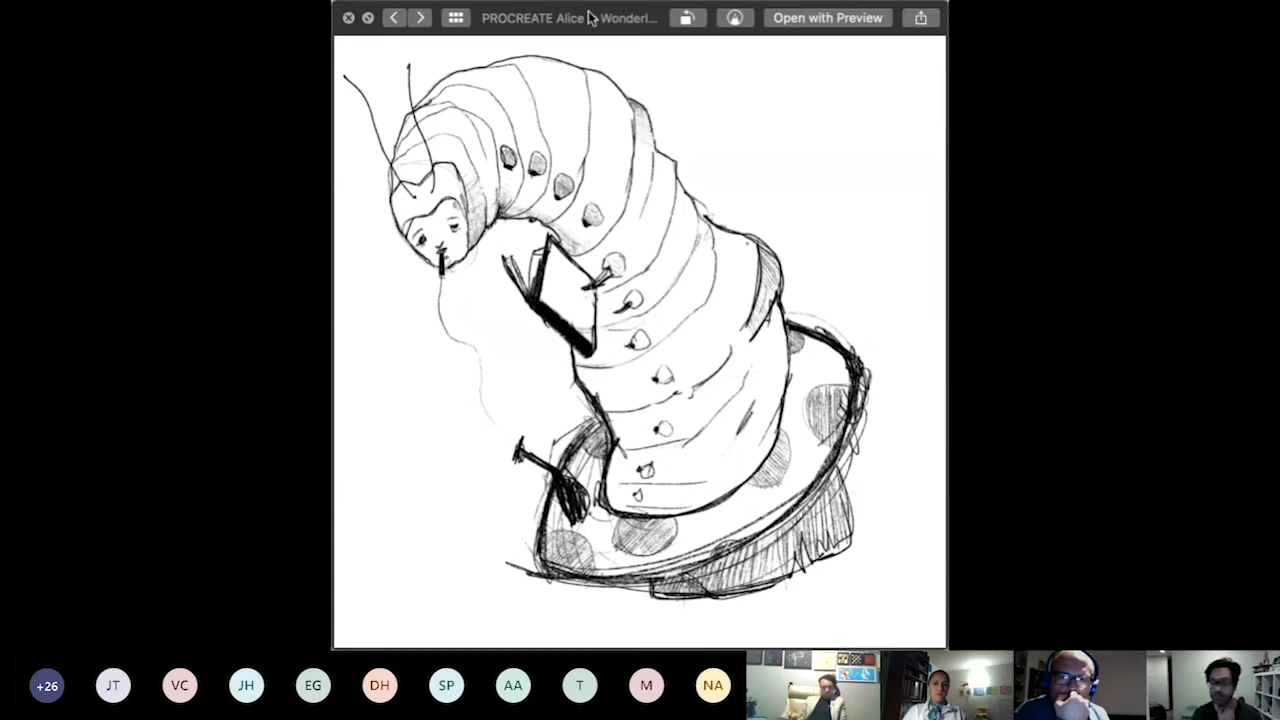 PROCREATE Alice Wonderl...
Open with Preview
+26
JT
VC
JH
EG
DH
SP
AA
T
M
NA